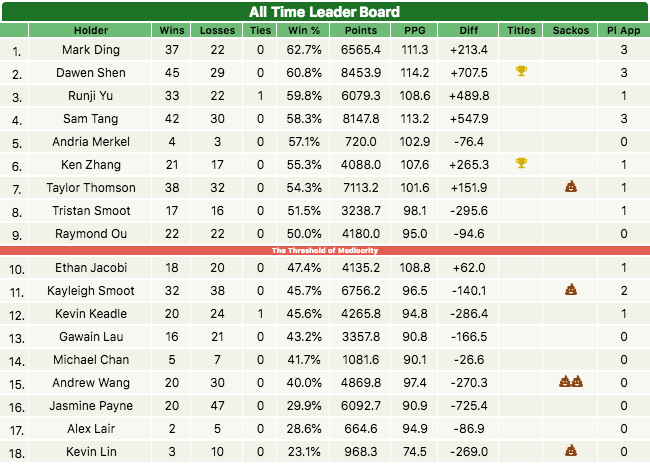 All Time Leader Board
Holder Wins Losses Ties Win % Points PPG Diff Titles Sackos Pl App
1. Mark Ding 37 22 0 62.7% 6565.4 111.3 +213.4 3
2. Dawen Shen 45 29 0 60.8% 8453.9 114.2 +707.5 3
3. Runji Yu 33 22 1 59.8% 6079.3 108.6 +489.8 1
4. Sam Tang 42 30 0 58.3% 8147.8 113.2 +547.9 3
5. Andria Merkel 4 3 0 57.1% 720.0 102.9 -76.4 0
6. Ken Zhang 21 17 0 55.3% 4088.0 107.6 +265.3 1
7. Taylor Thomson 38 32 0 54.3% 7113.2 101.6 +151.9 1
8. Tristan Smoot 17 16 0 51.5% 3238.7 98.1 -295.6 1
9. Raymond Ou 22 22 0 50.0% 4180.0 95.0 -94.6 0
The Threshold of Mediocrity
10. Ethan Jacobi 18 20 0 47.4% 4135.2 108.8 +62.0 1
11. Kayleigh Smoot 32 38 0 45.7% 6756.2 96.5 -140.1 2
12. Kevin Keadle 20 24 1 45.6% 4265.8 94.8 -286.4 1
13. Gawain Lau 16 21 0 43.2% 3357.8 90.8 -166.5 0
14. Michael Chan 5 7 0 41.7% 1081.6 90.1 -26.6 0
15. Andrew Wang 20 30 0 40.0% 4869.8 97.4 -270.3 0
16. Jasmine Payne 20 47 0 29.9% 6092.7 90.9 -725.4 0
17. Alex Lair 2 5 0 28.6% 664.6 94.9 -86.9 0
18. Kevin Lin 3 10 0 23.1% 968.3 74.5 -269.0 0